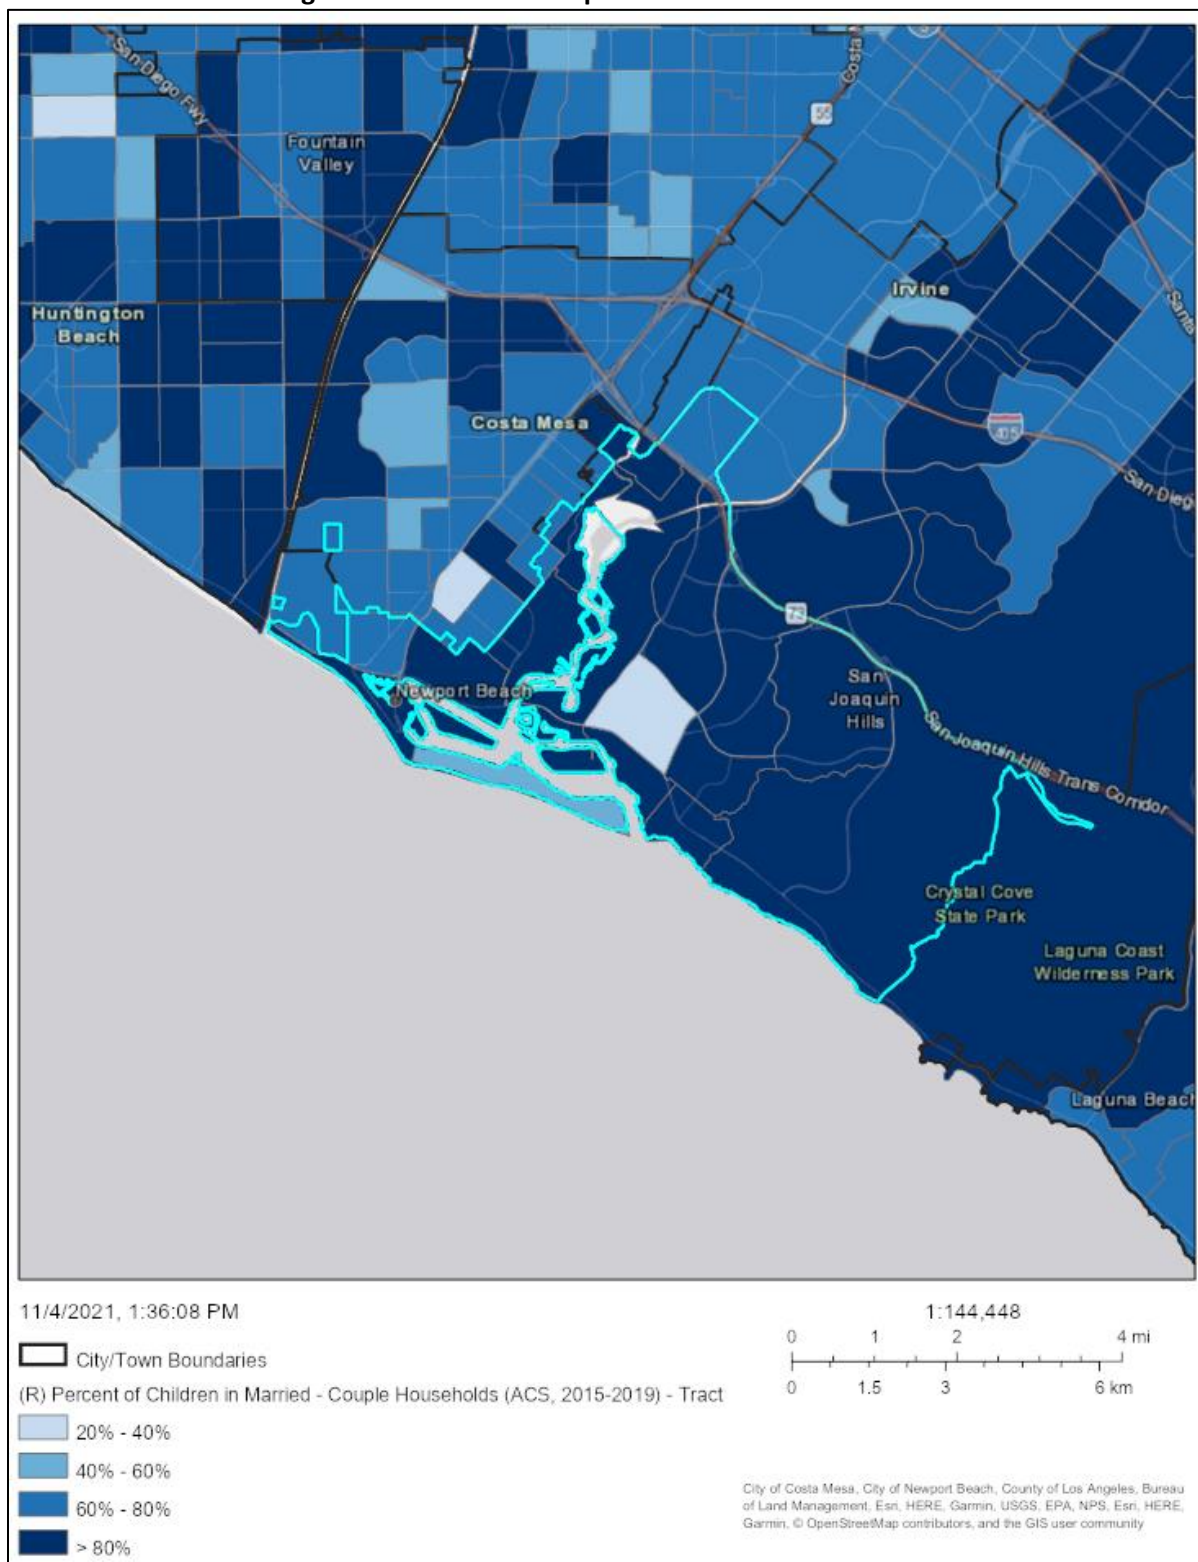 San Diego Fwy
Costa
55
Fountain
Valley
Irvine
Huntington
Beach
Santa
Costa Mesa
405
San Dieg
73
Newport Beach
San
Joaquin
Hills
San Joaquin Hills Trans Corridor
Crystal Cove
State Park
Laguna Coast
Wilderness Park
Laguna Beach
11/4/2021, 1:36:08 PM
1:144,448
0 1 2 4 mi
0 1.5 3 6 km
City/Town Boundaries
(R) Percent of Children in Married - Couple Households (ACS, 2015-2019) - Tract
20% - 40%
40% - 60%
60% - 80%
> 80%
City of Costa Mesa, City of Newport Beach, County of Los Angeles, Bureau
of Land Management, Esri, HERE, Garmin, USGS, EPA, NPS, Esri, HERE,
Garmin, © OpenStreetMap contributors, and the GIS user community